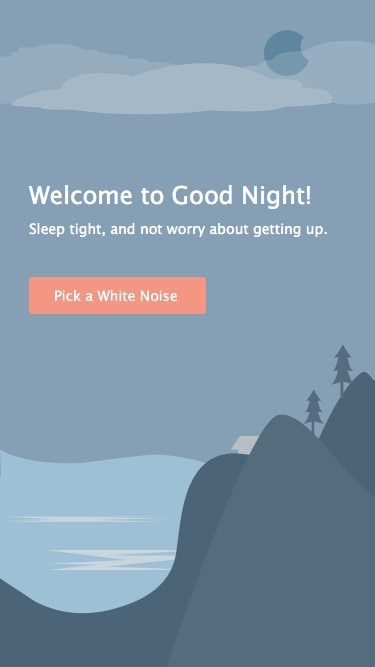 Welcome to Good Night!
Sleep tight, and not worry about getting up.
Pick a White Noise